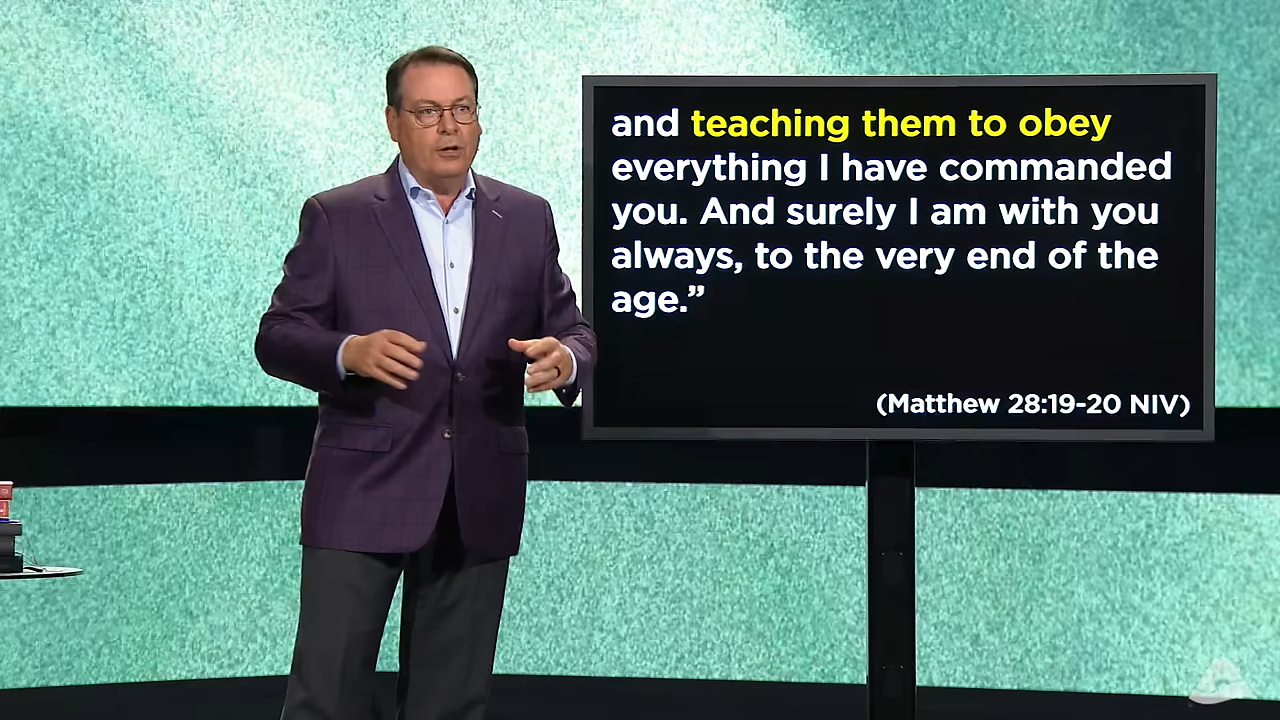 and teaching them to obey
everything I have commanded
you. And surely I am with you
always, to the very end of the
age.”
(Matthew 28:19-20 NIV)